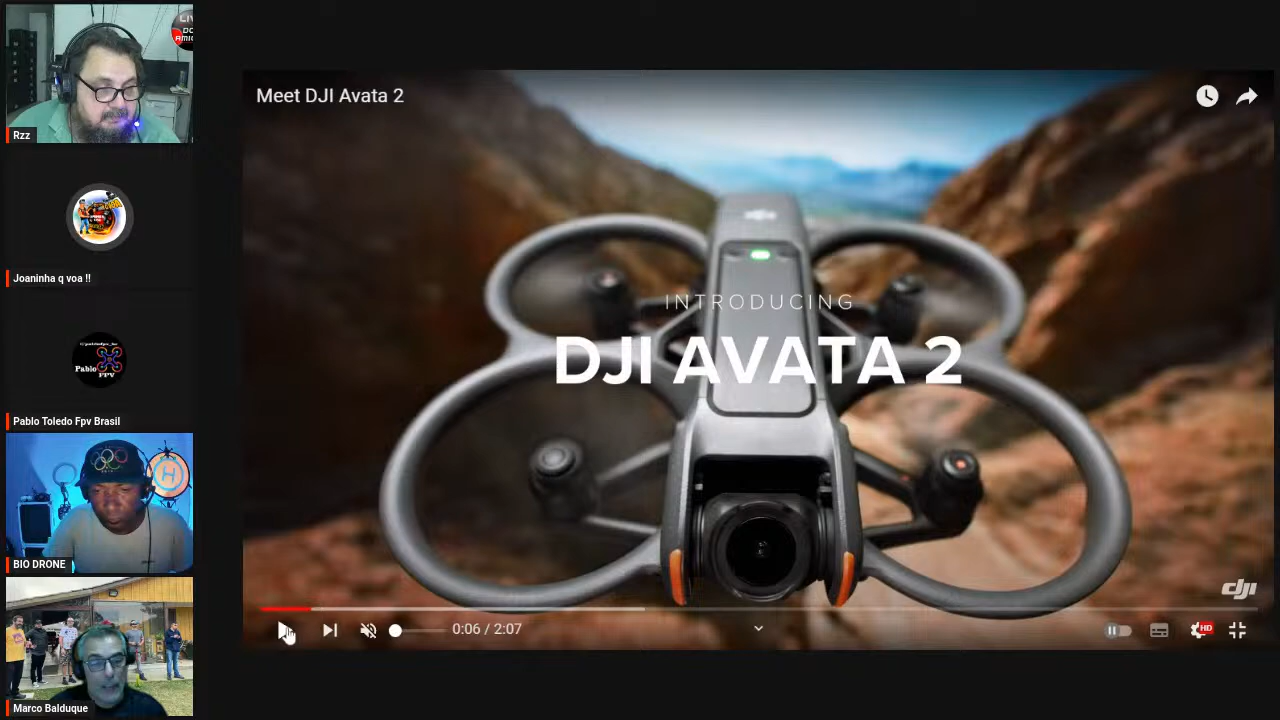 Rzz
Joaninha q voa !!
Pablo
FPV
Pablo Toledo Fpv Brasil
BIO DRONE
Marco Balduque
Meet DJI Avata 2
INTRODUCING
DJI AVATA 2
dji
0:06 / 2:07
HD